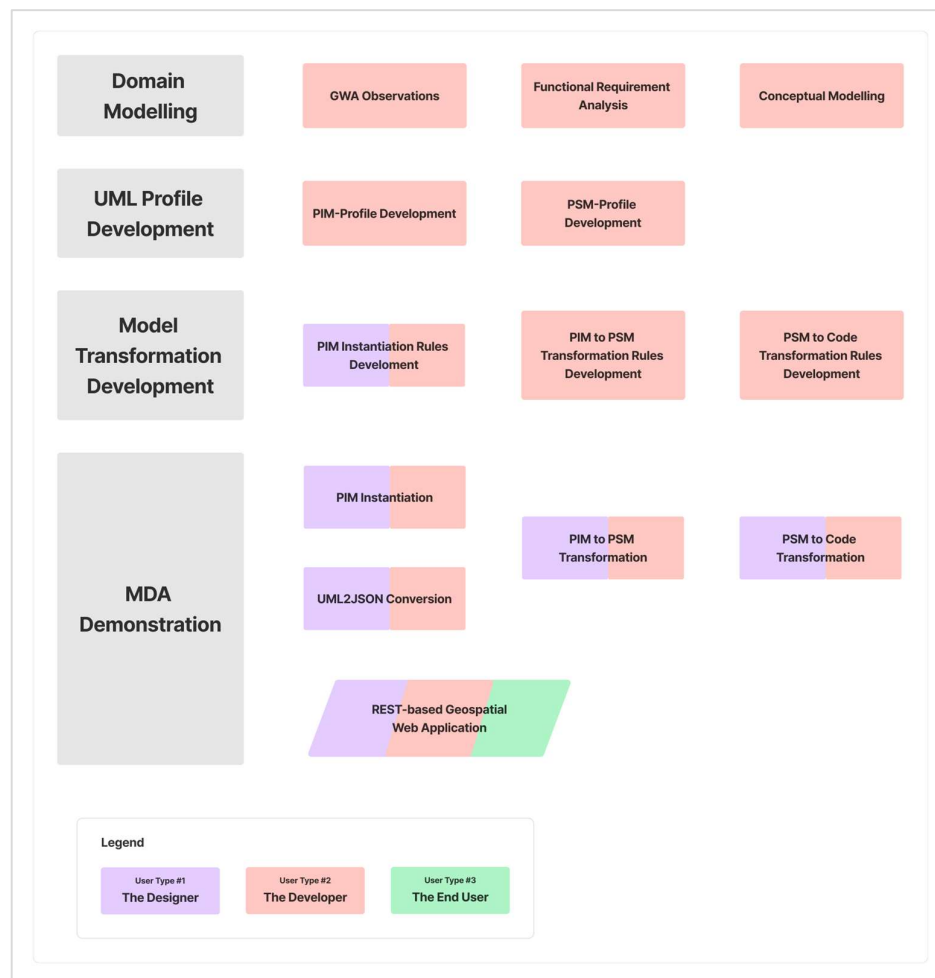 Domain
Modelling
GWA Observations
Functional Requirement
Analysis
Conceptual Modelling
UML Profile
Development
PIM-Profile Development
PSM-Profile
Development
Model
Transformation
Development
PIM Instantiation Rules
Develoment
PIM to PSM
Transformation Rules
Development
PSM to Code
Transformation Rules
Development
MDA
Demonstration
PIM Instantiation
UML2JSON Conversion
PIM to PSM
Transformation
PSM to Code
Transformation
REST-based Geospatial
Web Application
Legend
User Type #1
The Designer
User Type #2
The Developer
User Type #3
The End User